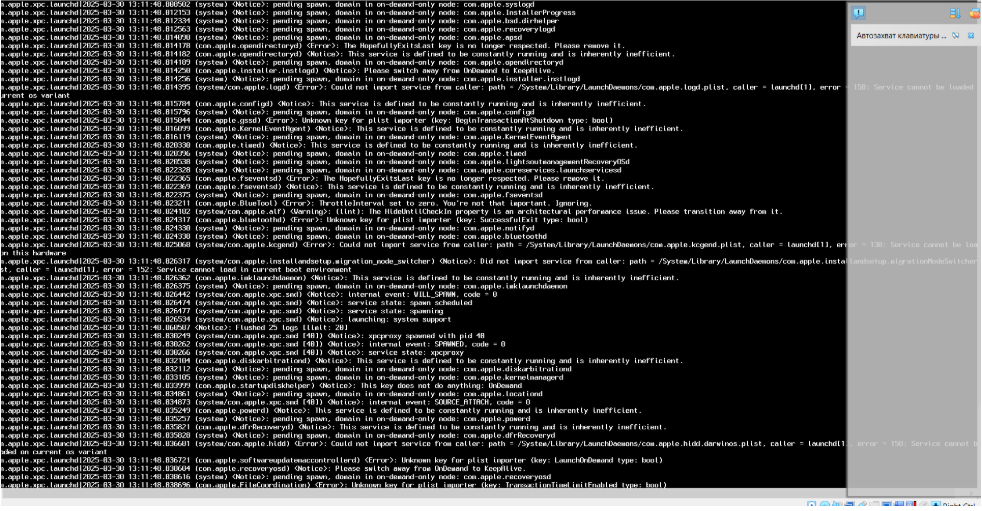 m.apple.xpc.launchd[2025-03-30 13:11:48.808502 (system) <Notice>: pending spawn, domain in on-demand-only mode: com.apple.syslogd
m.apple.xpc.launchd[2025-03-30 13:11:48.812153 (system) <Notice>: pending spawn, domain in on-demand-only mode: com.apple.InstallerProgress
m.apple.xpc.launchd[2025-03-30 13:11:48.812334 (system) <Notice>: pending spawn, domain in on-demand-only mode: com.apple.bsd.dirhelper
m.apple.xpc.launchd[2025-03-30 13:11:48.812563 (system) <Notice>: pending spawn, domain in on-demand-only mode: com.apple.recoverylogd
m.apple.xpc.launchd[2025-03-30 13:11:48.814098 (system) <Notice>: pending spawn, domain in on-demand-only mode: com.apple.apsd
m.apple.xpc.launchd[2025-03-30 13:11:48.814178 (com.apple.opendirectoryd) <Error>: The HopefullyExitsLast key is no longer respected. Please remove it.
m.apple.xpc.launchd[2025-03-30 13:11:48.814182 (com.apple.opendirectoryd) <Notice>: This service is defined to be constantly running and is inherently inefficient.
m.apple.xpc.launchd[2025-03-30 13:11:48.814189 (system) <Notice>: pending spawn, domain in on-demand-only mode: com.apple.opendirectoryd
m.apple.xpc.launchd[2025-03-30 13:11:48.814250 (com.apple.installer.instlogd) <Notice>: Please switch away from OnDemand to KeepAlive.
m.apple.xpc.launchd[2025-03-30 13:11:48.814256 (system) <Notice>: pending spawn, domain in on-demand-only mode: com.apple.installer.instlogd
m.apple.xpc.launchd[2025-03-30 13:11:48.814395 (system/com.apple.logd) <Error>: Could not import service from caller: path = /System/Library/LaunchDaemons/com.apple.logd.plist, caller = launchd[1], error = 158: Service cannot be loaded
urrent os variant
m.apple.xpc.launchd[2025-03-30 13:11:48.815784 (com.apple.configd) <Notice>: This service is defined to be constantly running and is inherently inefficient.
m.apple.xpc.launchd[2025-03-30 13:11:48.815796 (system) <Notice>: pending spawn, domain in on-demand-only mode: com.apple.configd
m.apple.xpc.launchd[2025-03-30 13:11:48.815844 (com.apple.gssd) <Error>: Unknown key for plist importer (key: BeginTransactionAtShutdown type: bool)
m.apple.xpc.launchd[2025-03-30 13:11:48.816099 (com.apple.KernelEventAgent) <Notice>: This service is defined to be constantly running and is inherently inefficient.
m.apple.xpc.launchd[2025-03-30 13:11:48.816119 (system) <Notice>: pending spawn, domain in on-demand-only mode: com.apple.KernelEventAgent
m.apple.xpc.launchd[2025-03-30 13:11:48.820330 (com.apple.timed) <Notice>: This service is defined to be constantly running and is inherently inefficient.
m.apple.xpc.launchd[2025-03-30 13:11:48.820396 (system) <Notice>: pending spawn, domain in on-demand-only mode: com.apple.timed
m.apple.xpc.launchd[2025-03-30 13:11:48.820538 (system) <Notice>: pending spawn, domain in on-demand-only mode: com.apple.lightsoutmanagementRecoveryOSd
m.apple.xpc.launchd[2025-03-30 13:11:48.822328 (system) <Notice>: pending spawn, domain in on-demand-only mode: com.apple.coreservices.launchservicesd
m.apple.xpc.launchd[2025-03-30 13:11:48.822365 (com.apple.fseventsd) <Error>: The HopefullyExitsLast key is no longer respected. Please remove it.
m.apple.xpc.launchd[2025-03-30 13:11:48.822369 (com.apple.fseventsd) <Notice>: This service is defined to be constantly running and is inherently inefficient.
m.apple.xpc.launchd[2025-03-30 13:11:48.822375 (system) <Notice>: pending spawn, domain in on-demand-only mode: com.apple.fseventsd
m.apple.xpc.launchd[2025-03-30 13:11:48.823211 (com.apple.BlueTool) <Error>: ThrottleInterval set to zero. You're not that important. Ignoring.
m.apple.xpc.launchd[2025-03-30 13:11:48.824102 (system/com.apple.alf) <Warning>: (lint): The HideUntilCheckIn property is an architectural performance issue. Please transition away from it.
m.apple.xpc.launchd[2025-03-30 13:11:48.824317 (com.apple.bluetoothd) <Error>: Unknown key for plist importer (key: SuccessfulExit type: bool)
m.apple.xpc.launchd[2025-03-30 13:11:48.824330 (system) <Notice>: pending spawn, domain in on-demand-only mode: com.apple.notifyd
m.apple.xpc.launchd[2025-03-30 13:11:48.824338 (system) <Notice>: pending spawn, domain in on-demand-only mode: com.apple.bluetoothd
m.apple.xpc.launchd[2025-03-30 13:11:48.825068 (system/com.apple.kcgend) <Error>: Could not import service from caller: path = /System/Library/LaunchDaemons/com.apple.kcgend.plist, caller = launchd[1], error = 138: Service cannot be loa
on this hardware
m.apple.xpc.launchd[2025-03-30 13:11:48.826317 (system/com.apple.installandsetup.migration_mode_switcher) <Notice>: Did not import service from caller: path = /System/Library/LaunchDaemons/com.apple.installandsetup.migrationModeSwitcher
st, caller = launchd[1], error = 152: Service cannot load in current boot environment
m.apple.xpc.launchd[2025-03-30 13:11:48.826362 (com.apple.imklaunchdaemon) <Notice>: This service is defined to be constantly running and is inherently inefficient.
m.apple.xpc.launchd[2025-03-30 13:11:48.826375 (system) <Notice>: pending spawn, domain in on-demand-only mode: com.apple.imklaunchdaemon
m.apple.xpc.launchd[2025-03-30 13:11:48.826442 (system/com.apple.xpc.smd) <Notice>: internal event: WILL_SPAWN, code = 0
m.apple.xpc.launchd[2025-03-30 13:11:48.826474 (system/com.apple.xpc.smd) <Notice>: service state: spawn scheduled
m.apple.xpc.launchd[2025-03-30 13:11:48.826477 (system/com.apple.xpc.smd) <Notice>: service state: spawning
m.apple.xpc.launchd[2025-03-30 13:11:48.826534 (system/com.apple.xpc.smd) <Notice>: launching: system support
m.apple.xpc.launchd[2025-03-30 13:11:48.060507 <Notice>: Flushed 25 logs
m.apple.xpc.launchd[2025-03-30 13:11:48.830249 (system/com.apple.xpc.smd [48]) <Notice>: xpcproxy spawned with pid 48
m.apple.xpc.launchd[2025-03-30 13:11:48.830262 (system/com.apple.xpc.smd [48]) <Notice>: internal event: SPAWNED, code = 0
m.apple.xpc.launchd[2025-03-30 13:11:48.830266 (system/com.apple.xpc.smd [48]) <Notice>: service state: xpcproxy
m.apple.xpc.launchd[2025-03-30 13:11:48.832104 (com.apple.diskarbitrationd) <Notice>: This service is defined to be constantly running and is inherently inefficient.
m.apple.xpc.launchd[2025-03-30 13:11:48.832112 (system) <Notice>: pending spawn, domain in on-demand-only mode: com.apple.diskarbitrationd
m.apple.xpc.launchd[2025-03-30 13:11:48.833105 (system) <Notice>: pending spawn, domain in on-demand-only mode: com.apple.kernelmanagerd
m.apple.xpc.launchd[2025-03-30 13:11:48.833999 (com.apple.startupdiskhelper) <Notice>: This key does not do anything: OnDemand
m.apple.xpc.launchd[2025-03-30 13:11:48.834861 (system) <Notice>: pending spawn, domain in on-demand-only mode: com.apple.locationd
m.apple.xpc.launchd[2025-03-30 13:11:48.834873 (system/com.apple.xpc.smd [48]) <Notice>: internal event: SOURCE_ATTACH, code = 0
m.apple.xpc.launchd[2025-03-30 13:11:48.835249 (com.apple.powerd) <Notice>: This service is defined to be constantly running and is inherently inefficient.
m.apple.xpc.launchd[2025-03-30 13:11:48.835257 (system) <Notice>: pending spawn, domain in on-demand-only mode: com.apple.powerd
m.apple.xpc.launchd[2025-03-30 13:11:48.835821 (com.apple.dfrRecoveryd) <Notice>: This service is defined to be constantly running and is inherently inefficient.
m.apple.xpc.launchd[2025-03-30 13:11:48.835828 (system) <Notice>: pending spawn, domain in on-demand-only mode: com.apple.dfrRecoveryd
m.apple.xpc.launchd[2025-03-30 13:11:48.836601 (system/com.apple.hidd) <Error>: Could not import service from caller: path = /System/Library/LaunchDaemons/com.apple.hidd.darwinos.plist, caller = launchd[1], error = 158: Service cannot b
ded on current os variant
m.apple.xpc.launchd[2025-03-30 13:11:48.836721 (com.apple.softwareupdatemaccontrollerd) <Error>: Unknown key for plist importer (key: LaunchOnDemand type: bool)
m.apple.xpc.launchd[2025-03-30 13:11:48.838604 (com.apple.recoveryosd) <Notice>: Please switch away from OnDemand to KeepAlive.
m.apple.xpc.launchd[2025-03-30 13:11:48.838616 (system) <Notice>: pending spawn, domain in on-demand-only mode: com.apple.recoveryosd
m.apple.xpc.launchd[2025-03-30 13:11:48.838696 (com.apple.FileCoordination) <Error>: Unknown key for plist importer (key: TransactionTimeLimitEnabled type: bool)
Автозахват клавиатуры ...
Right Ctrl